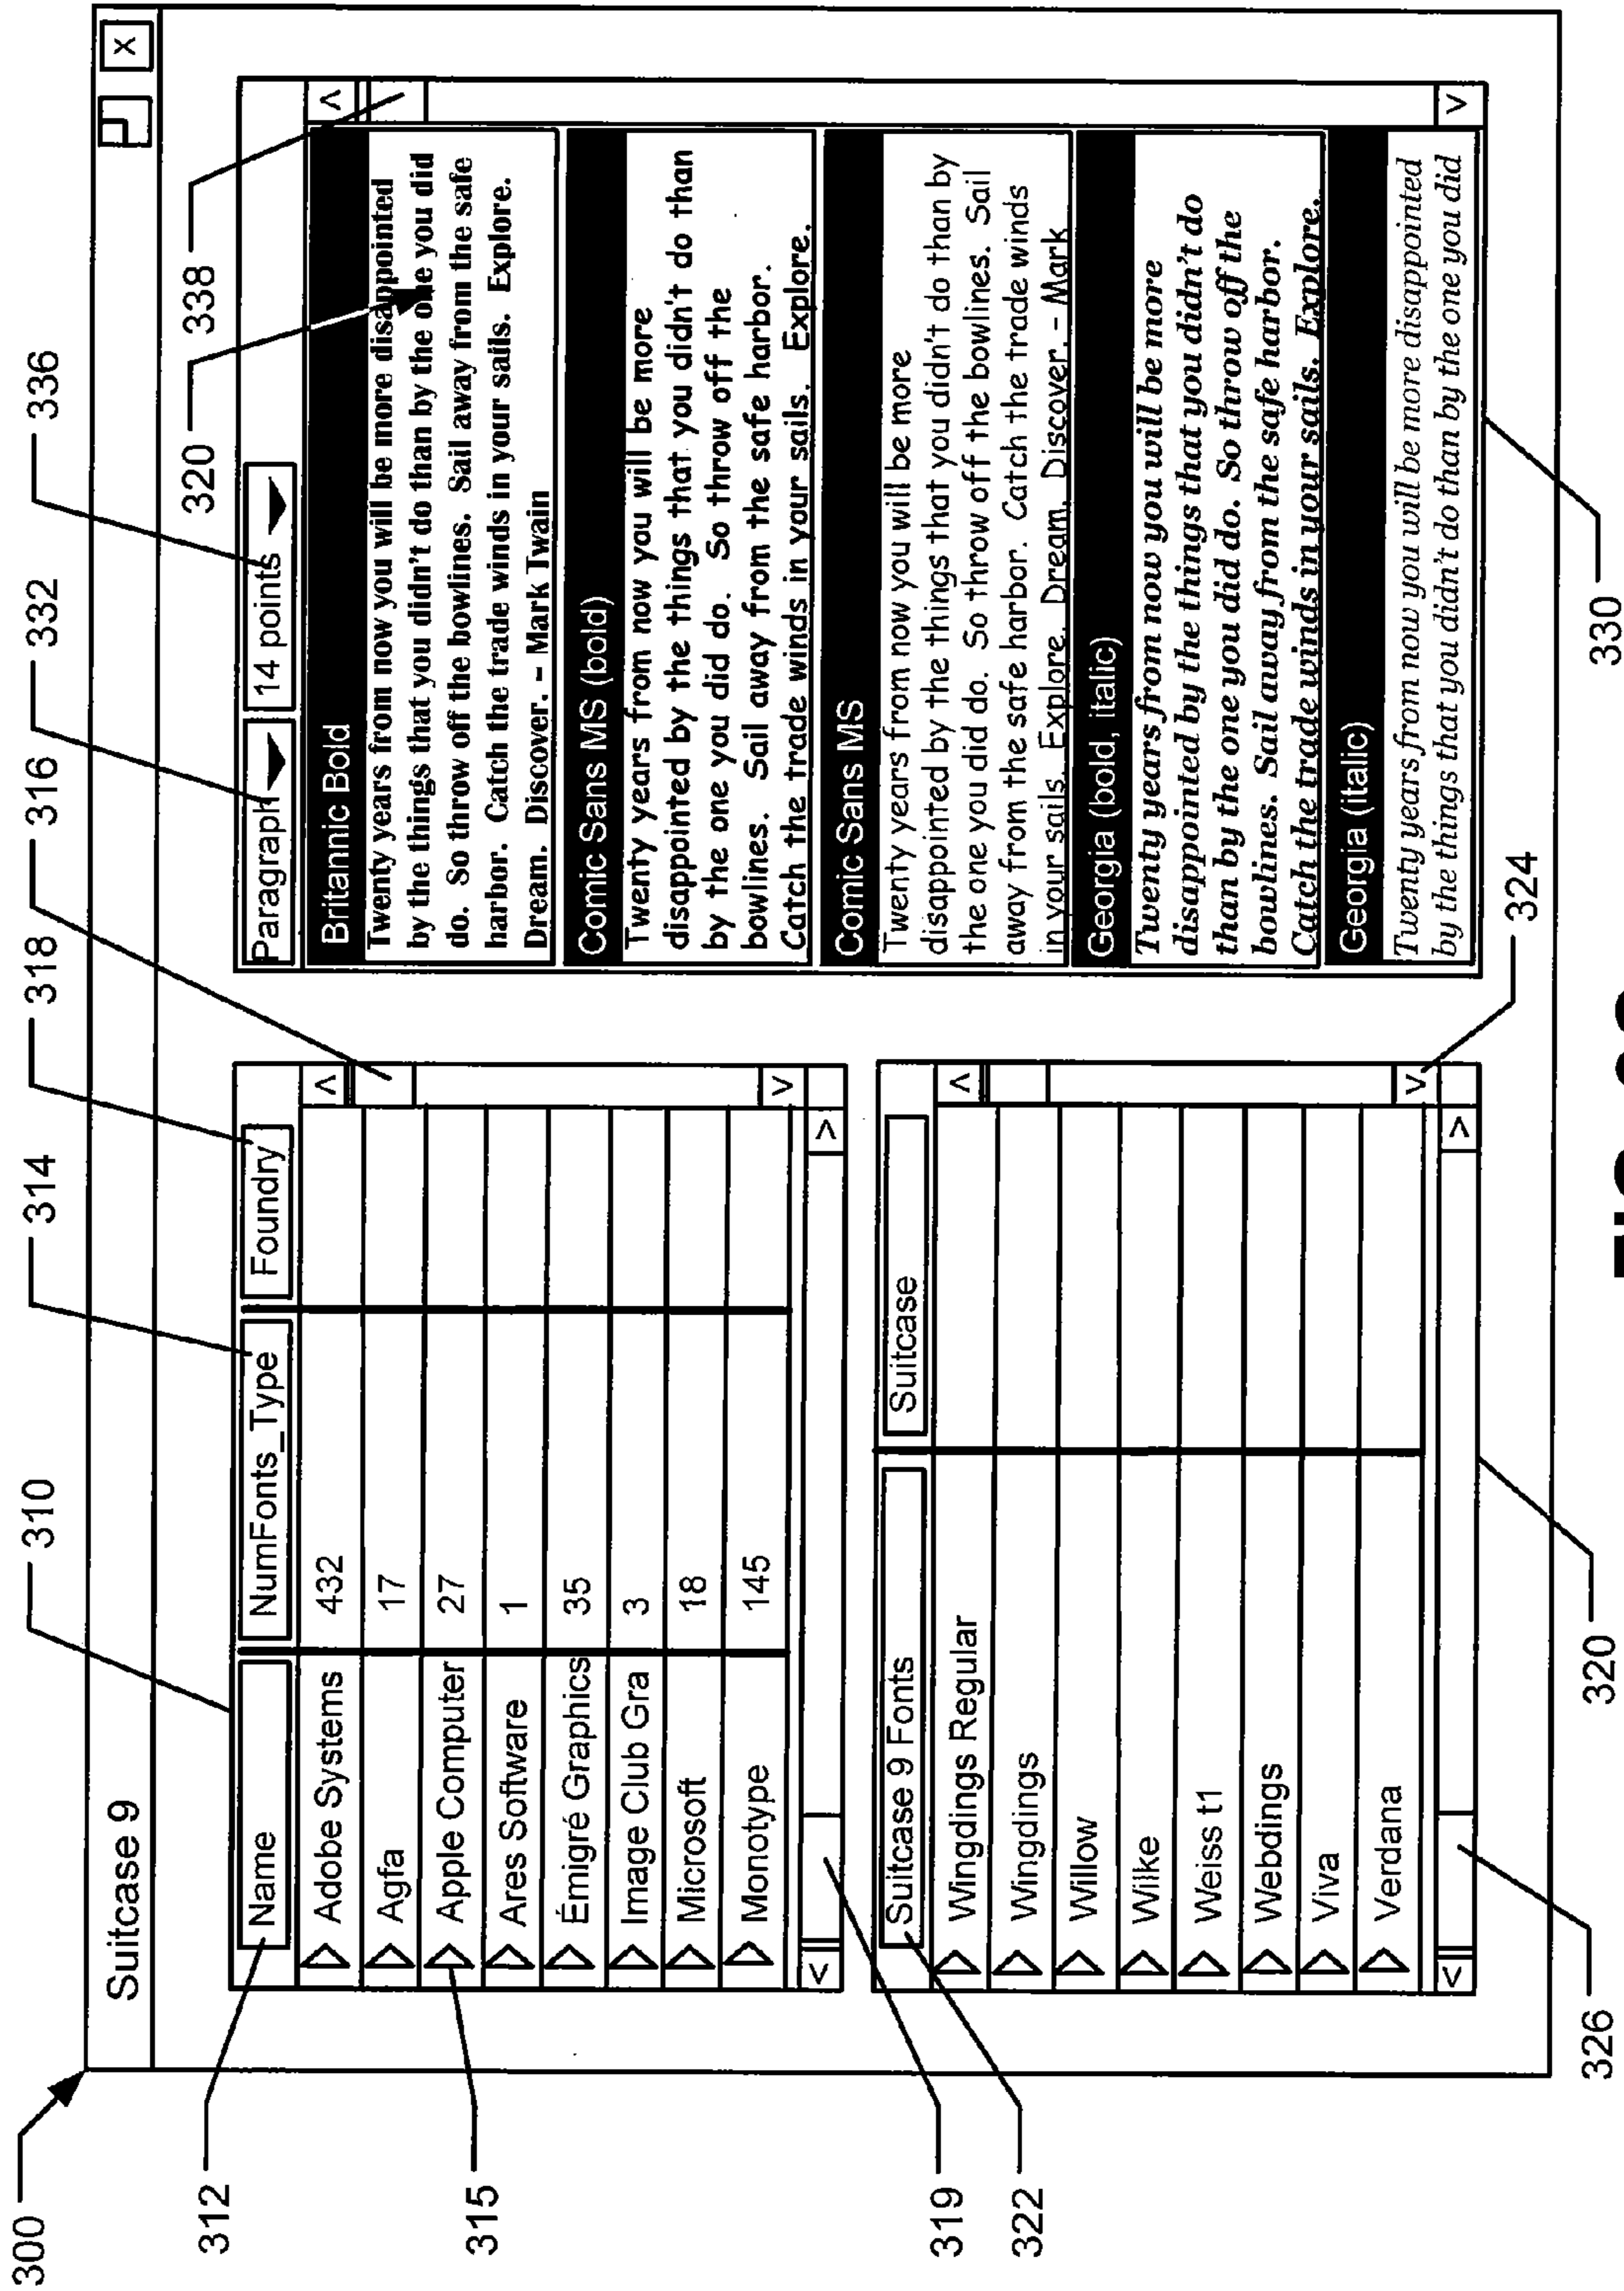 300
310
314
318
316
332
336
Suitcase 9
X
320
338
312
315
319
322
Name NumFonts_Type Foundry
Adobe Systems 432
Agfa 17
Apple Computer 27
Ares Software 1
Émigré Graphics 35
Image Club Gra 3
Microsoft 18
Monotype 145
Suitcase 9 Fonts Suitcase
Wingdings Regular
Wingdings
Willow
Wilke
Weiss t1
Webdings
Viva
Verdana
Paragraph 14 points
Britannic Bold
Twenty years from now you will be more disappointed
by the things that you didn't do than by the one you did
do. So throw off the bowlines. Sail away from the safe
harbor. Catch the trade winds in your sails. Explore.
Dream. Discover. – Mark Twain
Comic Sans MS (bold)
Twenty years from now you will be more
disappointed by the things that you didn't do than
by the one you did do. So throw off the
bowlines. Sail away from the safe harbor.
Catch the trade winds in your sails. Explore.
Comic Sans MS
Twenty years from now you will be more
disappointed by the things that you didn't do than by
the one you did do. So throw off the bowlines. Sail
away from the safe harbor. Catch the trade winds
in your sails. Explore. Dream. Discover. – Mark
Georgia (bold, italic)
Twenty years from now you will be more
disappointed by the things that you didn't do
than by the one you did do. So throw off the
bowlines. Sail away from the safe harbor.
Catch the trade winds in your sails. Explore.
Georgia (italic)
Twenty years from now you will be more disappointed
by the things that you didn't do than by the one you did
326
320
324
330